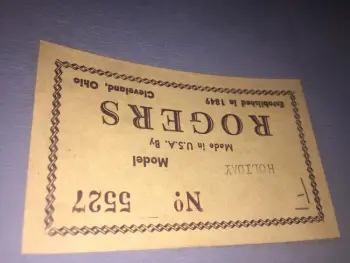 No 5527
Model HOLIDAY
Made in U.S.A. By
ROGERS
Established in 1849
Cleveland, Ohio